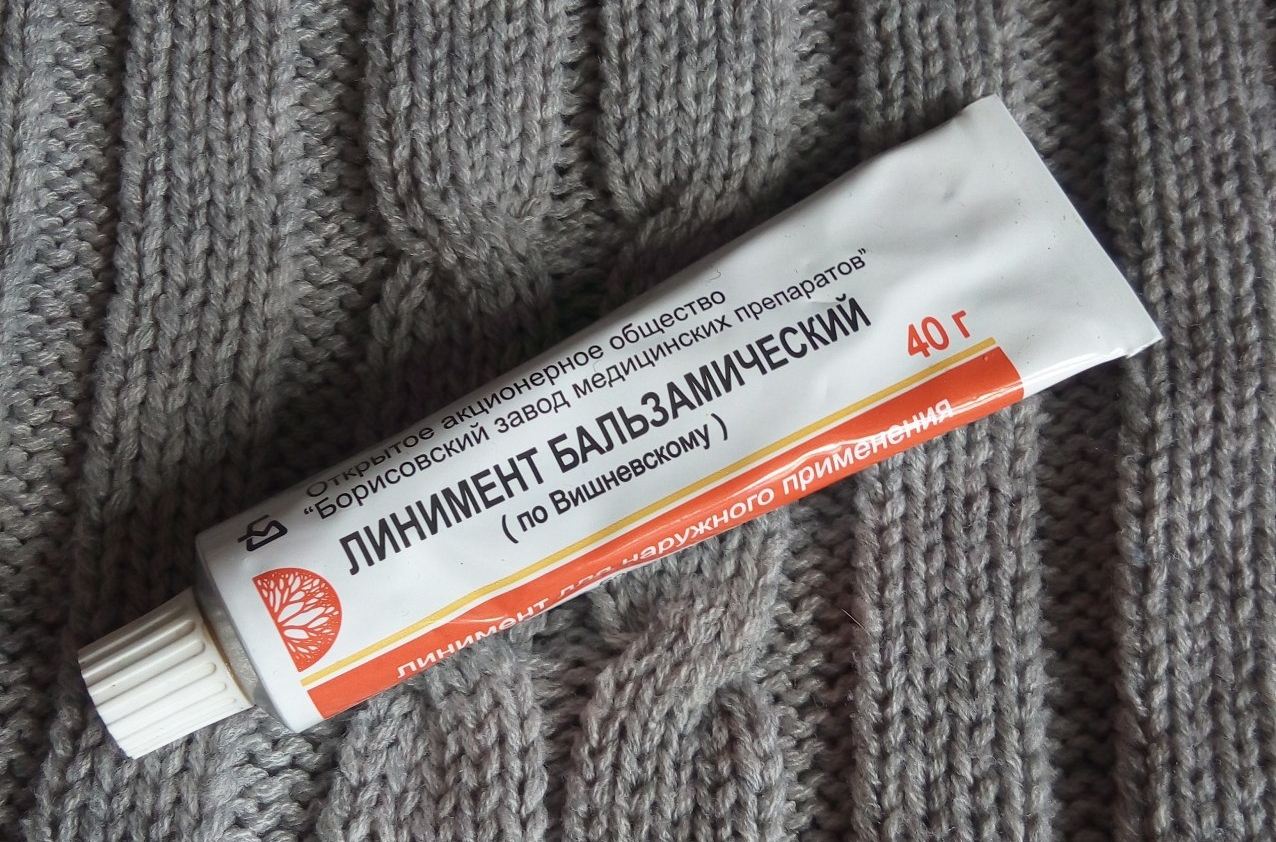 Открытое акционерное общество
“Борисовский завод медицинских препаратов”
ЛИНИМЕНТ БАЛЬЗАМИЧЕСКИЙ
( по Вишневскому )
40 г
линимент для наружного применения